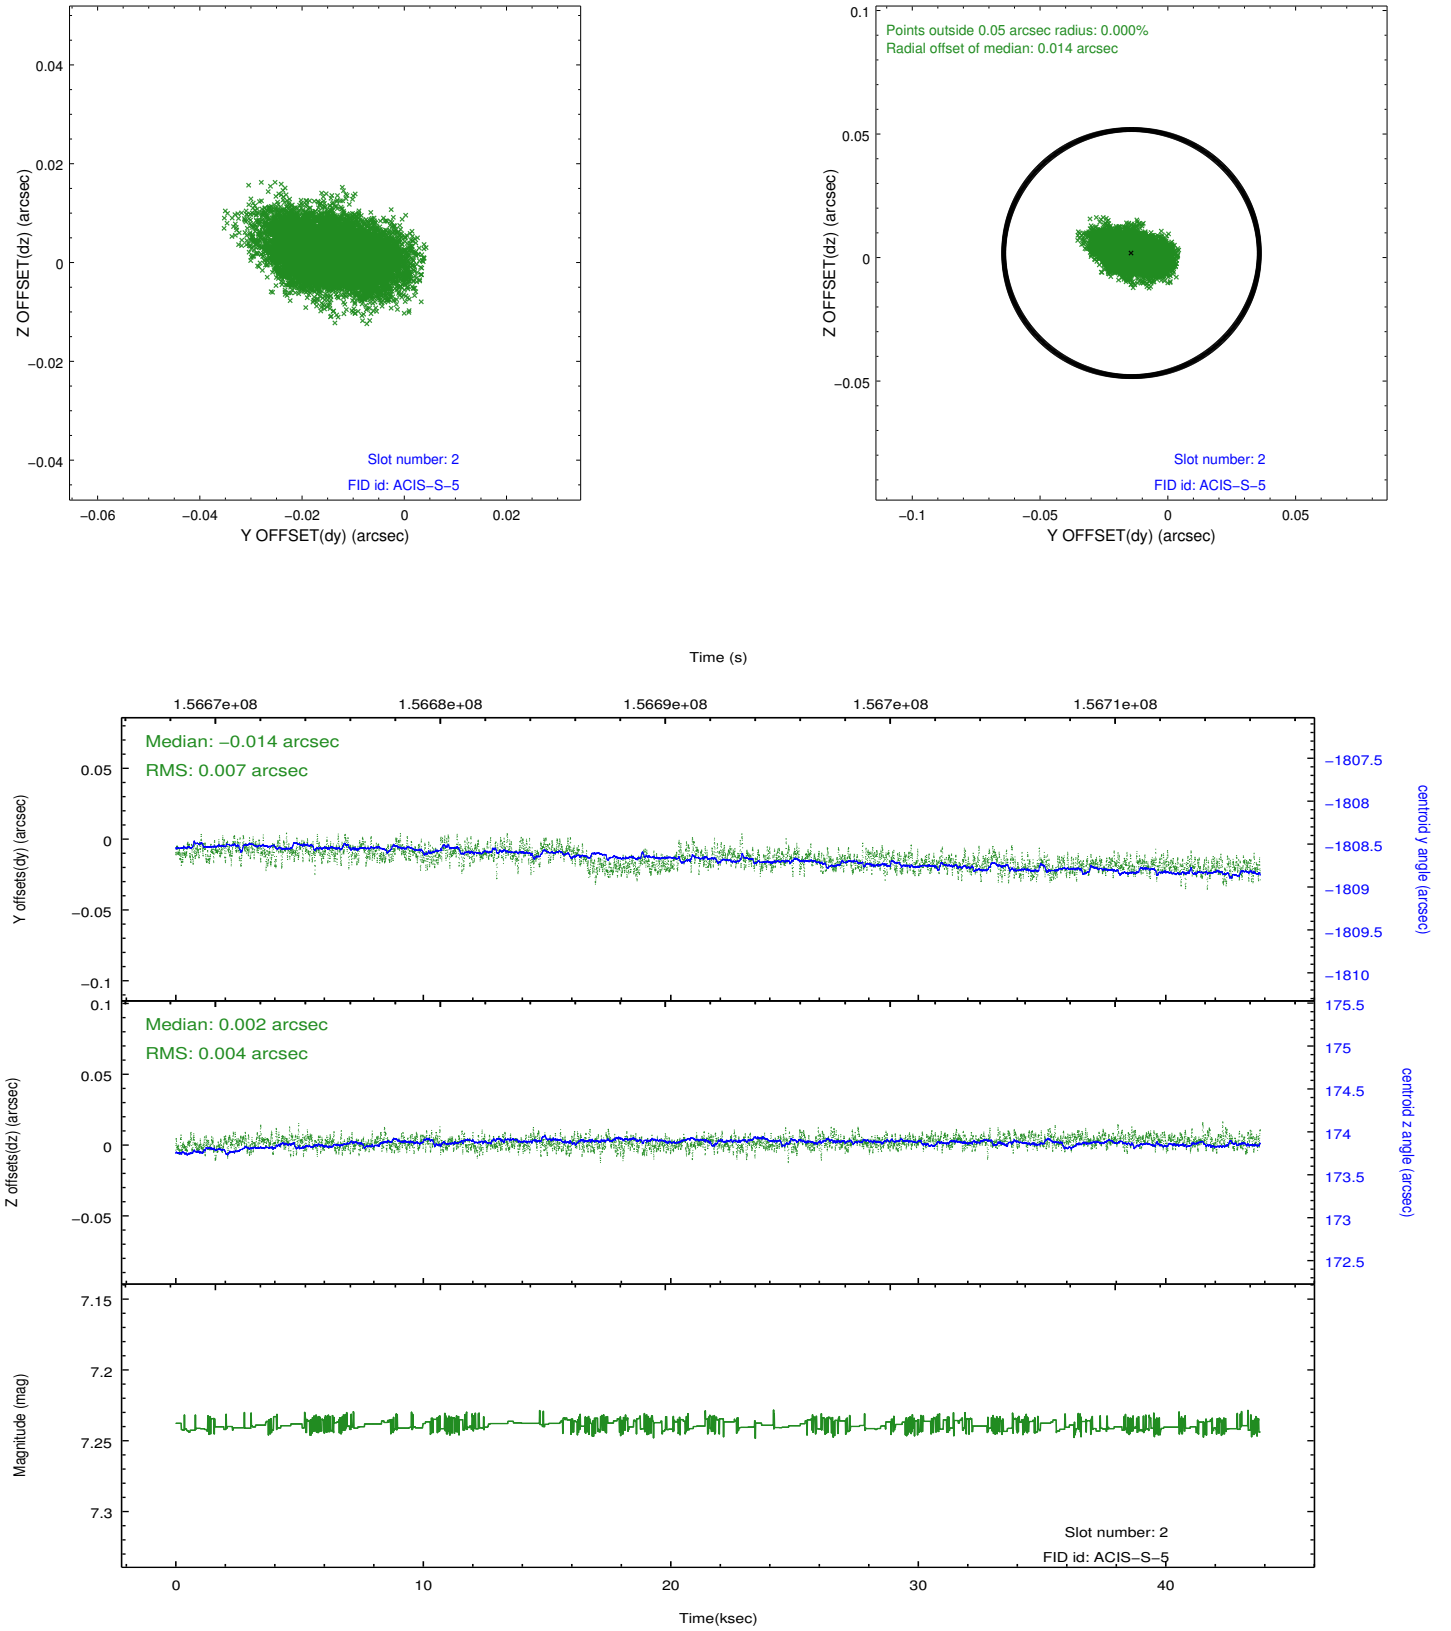 0.04
0.02
0
−0.02
−0.04
Z OFFSET(dz) (arcsec)
Slot number: 2
FID id: ACIS−S−5
−0.06
−0.04
−0.02
0
0.02
Y OFFSET(dy) (arcsec)
0.1
0.05
0
−0.05
Z OFFSET(dz) (arcsec)
Points outside 0.05 arcsec radius: 0.000%
Radial offset of median: 0.014 arcsec
Slot number: 2
FID id: ACIS−S−5
−0.1
−0.05
0
0.05
Y OFFSET(dy) (arcsec)
Time (s)
1.5667e+08
1.5668e+08
1.5669e+08
1.567e+08
1.5671e+08
Median: −0.014 arcsec
RMS: 0.007 arcsec
0.05
0
−0.05
−0.1
Y offsets(dy) (arcsec)
−1807.5
−1808
−1808.5
−1809
−1809.5
−1810
centroid y angle (arcsec)
Median: 0.002 arcsec
RMS: 0.004 arcsec
0.1
0.05
0
−0.05
Z offsets(dz) (arcsec)
175.5
175
174.5
174
173.5
173
172.5
centroid z angle (arcsec)
7.15
7.2
7.25
7.3
Magnitude (mag)
Slot number: 2
FID id: ACIS−S−5
0
10
20
30
40
Time(ksec)